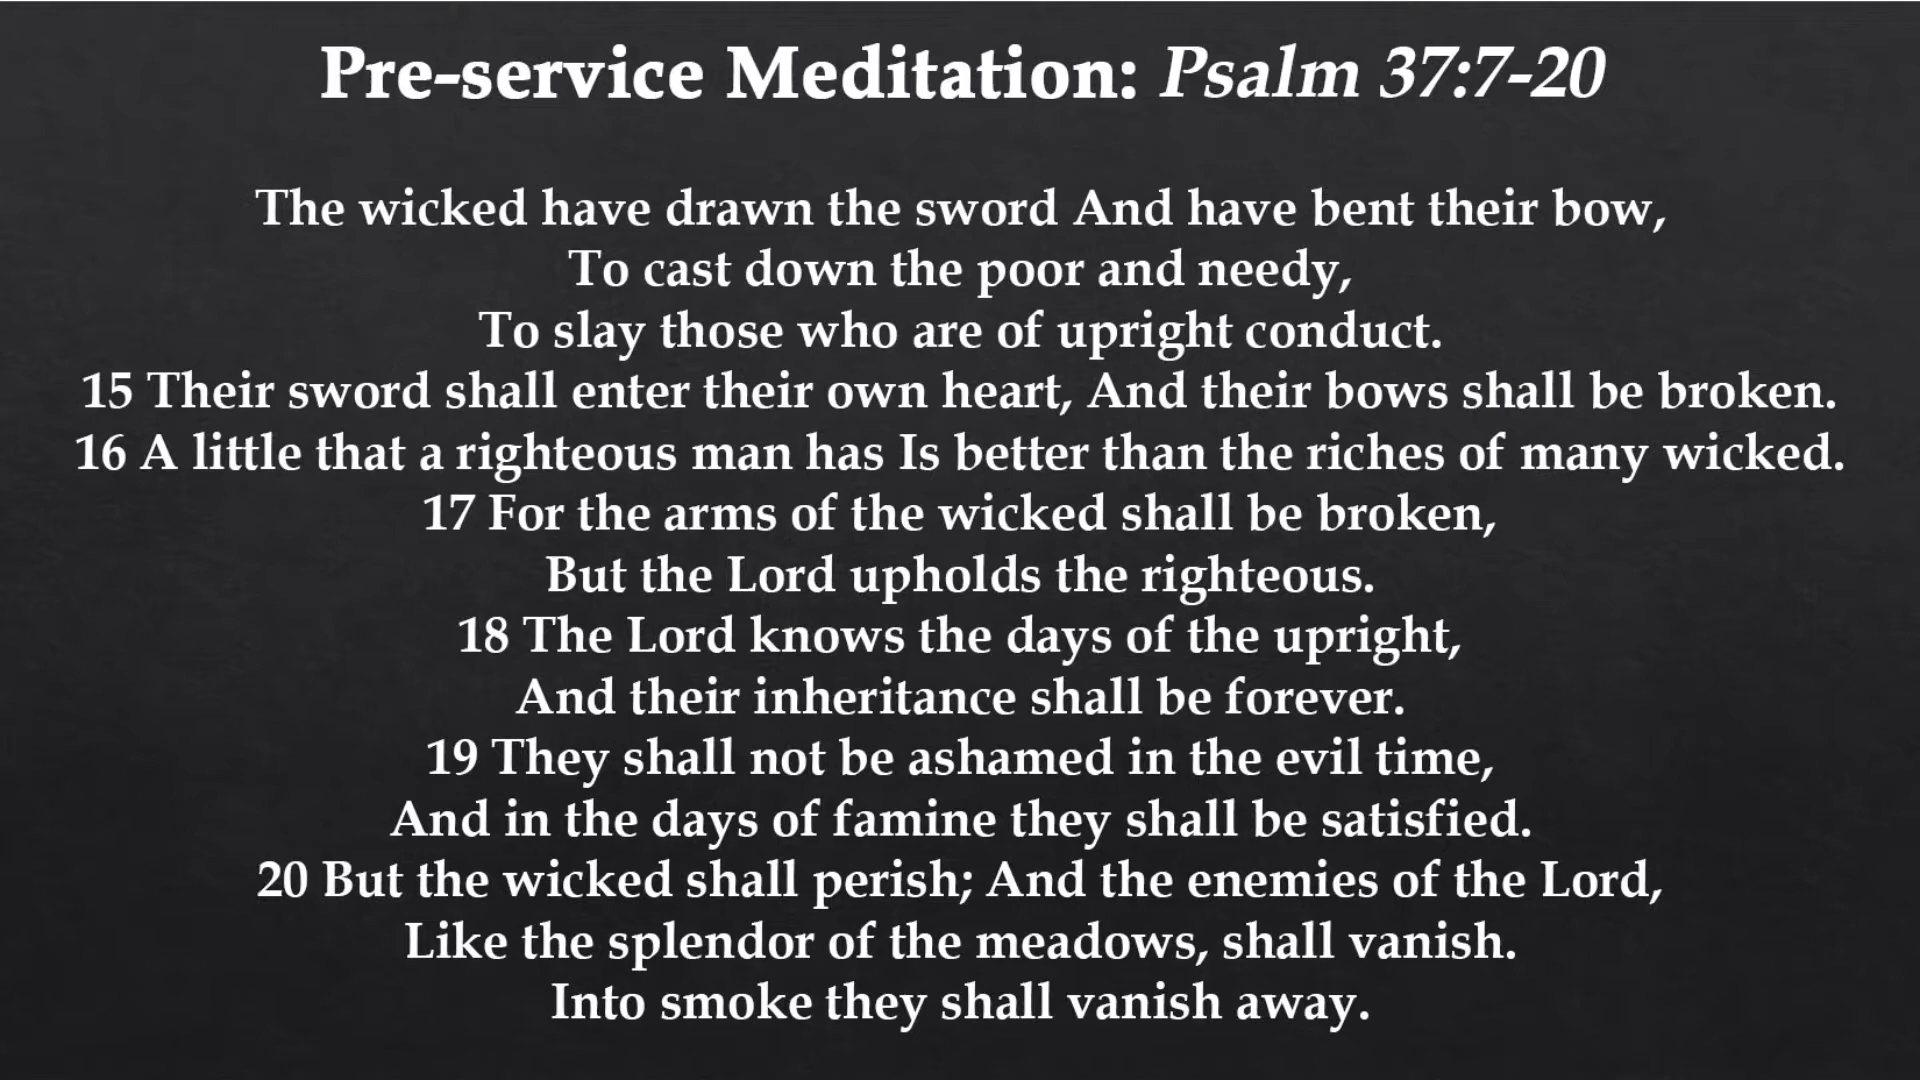 Pre-service Meditation: Psalm 37:7-20
The wicked have drawn the sword And have bent their bow,
To cast down the poor and needy,
To slay those who are of upright conduct.
15 Their sword shall enter their own heart, And their bows shall be broken.
16 A little that a righteous man has Is better than the riches of many wicked.
17 For the arms of the wicked shall be broken,
But the Lord upholds the righteous.
18 The Lord knows the days of the upright,
And their inheritance shall be forever.
19 They shall not be ashamed in the evil time,
And in the days of famine they shall be satisfied.
20 But the wicked shall perish; And the enemies of the Lord,
Like the splendor of the meadows, shall vanish.
Into smoke they shall vanish away.